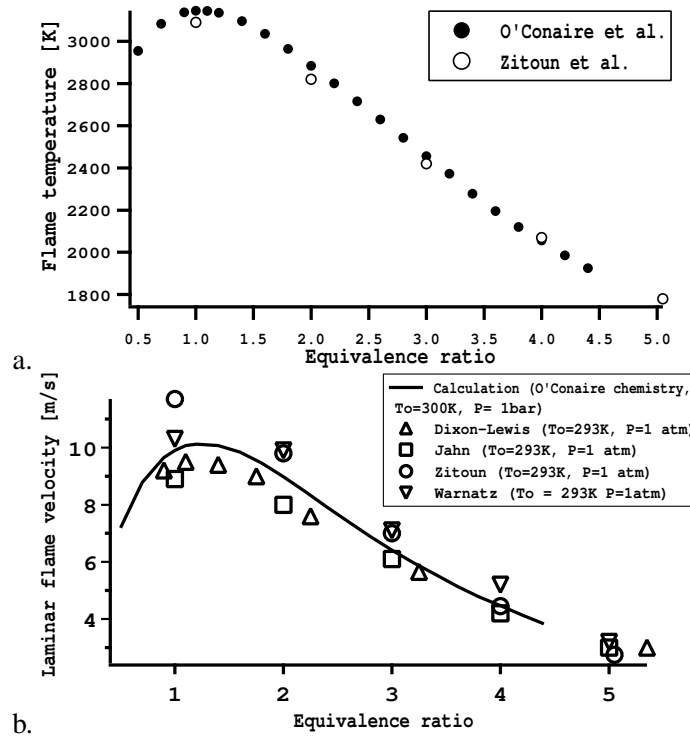 Flame temperature [K]
3000
2800
2600
2400
2200
2000
1800
O'Conaire et al.
Zitoun et al.
0.5 1.0 1.5 2.0 2.5 3.0 3.5 4.0 4.5 5.0
Equivalence ratio
a.
Laminar flame velocity [m/s]
10
8
6
4
Calculation (O'Conaire chemistry,
To=300K, P= 1bar)
Dixon-Lewis (To=293K, P=1 atm)
Jahn (To=293K, P=1 atm)
Zitoun (To=293K, P=1 atm)
Warnatz (To = 293K P=1atm)
1 2 3 4 5
Equivalence ratio
b.